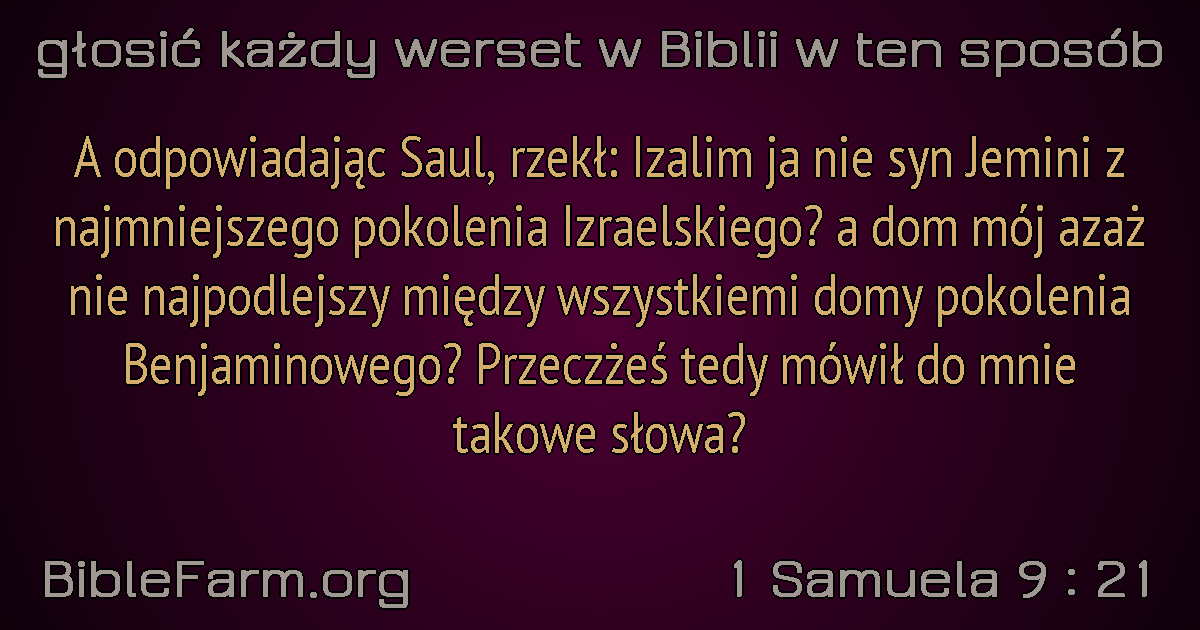 głosić każdy werset w Biblii w ten sposób
A odpowiadając Saul, rzekł: Izalim ja nie syn Jemini z
najmniejszego pokolenia Izraelskiego? a dom mój azaż
nie najpodlejszy między wszystkiemi domy pokolenia
Benjaminowego? Przeczżeś tedy mówił do mnie
takowe słowa?
BibleFarm.org
1 Samuela 9 : 21